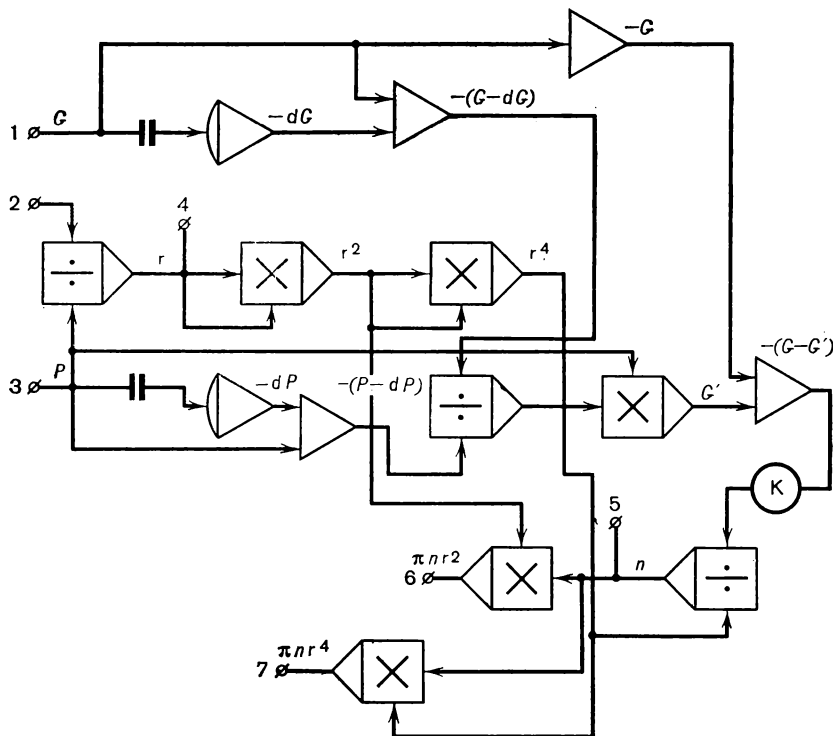 -G
G
-(G-dG)
-dG
1
2
4
r
r²
r⁴
-(G-G')
P
-dP
-(P-dP)
3
G'
K
5
πnr²
n
6
πnr⁴
7